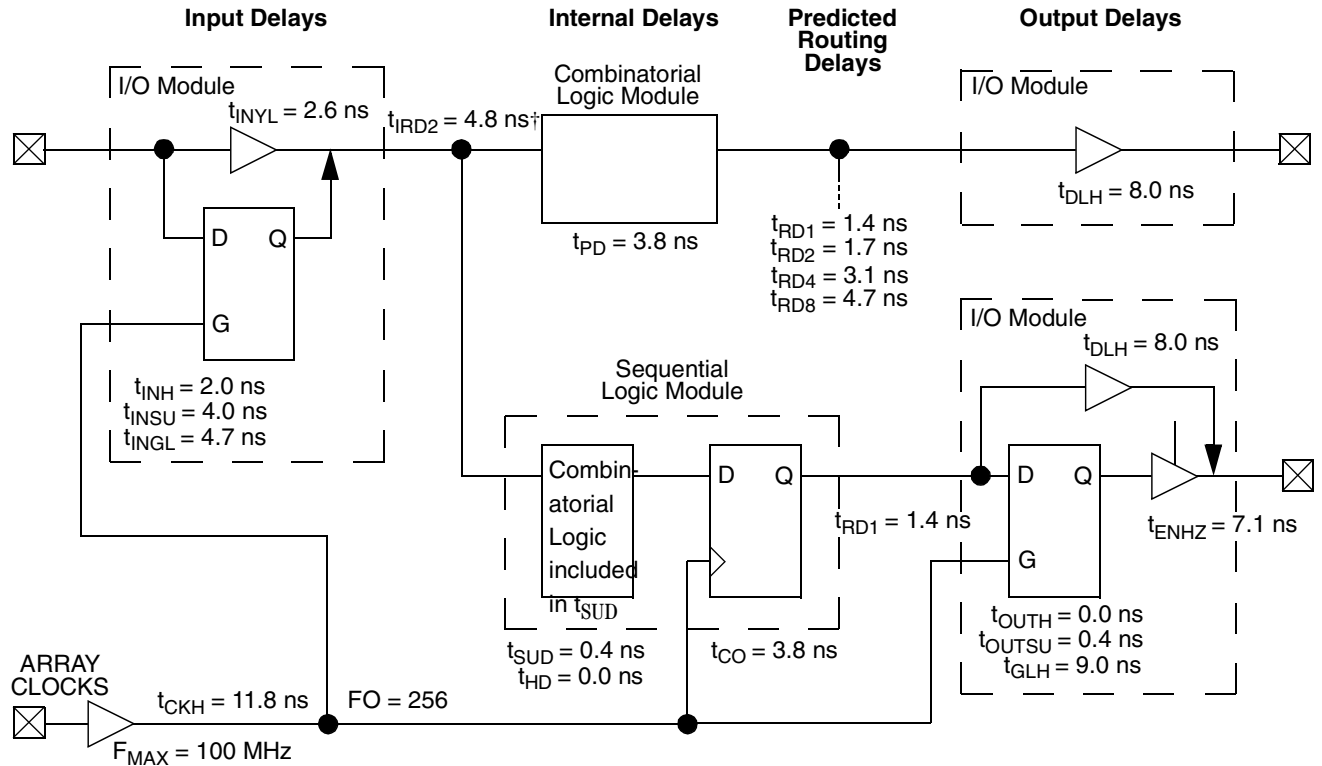 Input Delays
Internal Delays
Predicted
Routing
Delays
Output Delays
I/O Module
tINYL = 2.6 ns
tIRD2 = 4.8 ns†
Combinatorial
Logic Module
I/O Module
tDLH = 8.0 ns
D Q
G
tPD = 3.8 ns
tRD1 = 1.4 ns
tRD2 = 1.7 ns
tRD4 = 3.1 ns
tRD8 = 4.7 ns
I/O Module
tDLH = 8.0 ns
tINH = 2.0 ns
tINSU = 4.0 ns
tINGL = 4.7 ns
Sequential
Logic Module
Combin-
atorial
Logic
included
in tSUD
D Q
tRD1 = 1.4 ns
D Q
G
tENHZ = 7.1 ns
tOUTH = 0.0 ns
tOUTSU = 0.4 ns
tGLH = 9.0 ns
tSUD = 0.4 ns
tHD = 0.0 ns
tCO = 3.8 ns
ARRAY
CLOCKS
tCKH = 11.8 ns
FO = 256
FMAX = 100 MHz